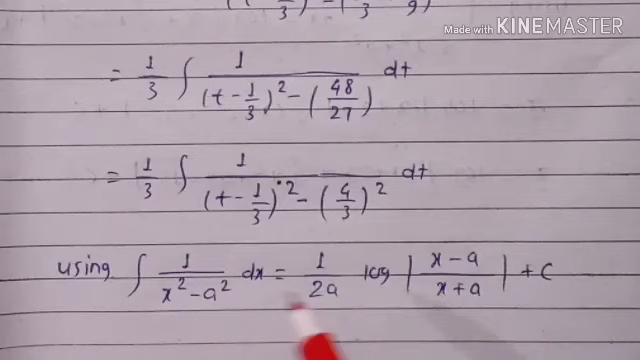 Made with KINEMASTER
= 1/3 ∫ 1/((t - 1/3)² - (48/27)) dt
= 1/3 ∫ 1/((t - 1/3)² - (4/3)²) dt
using ∫ 1/(x² - a²) dx = 1/2a log |(x - a)/(x + a)| + c